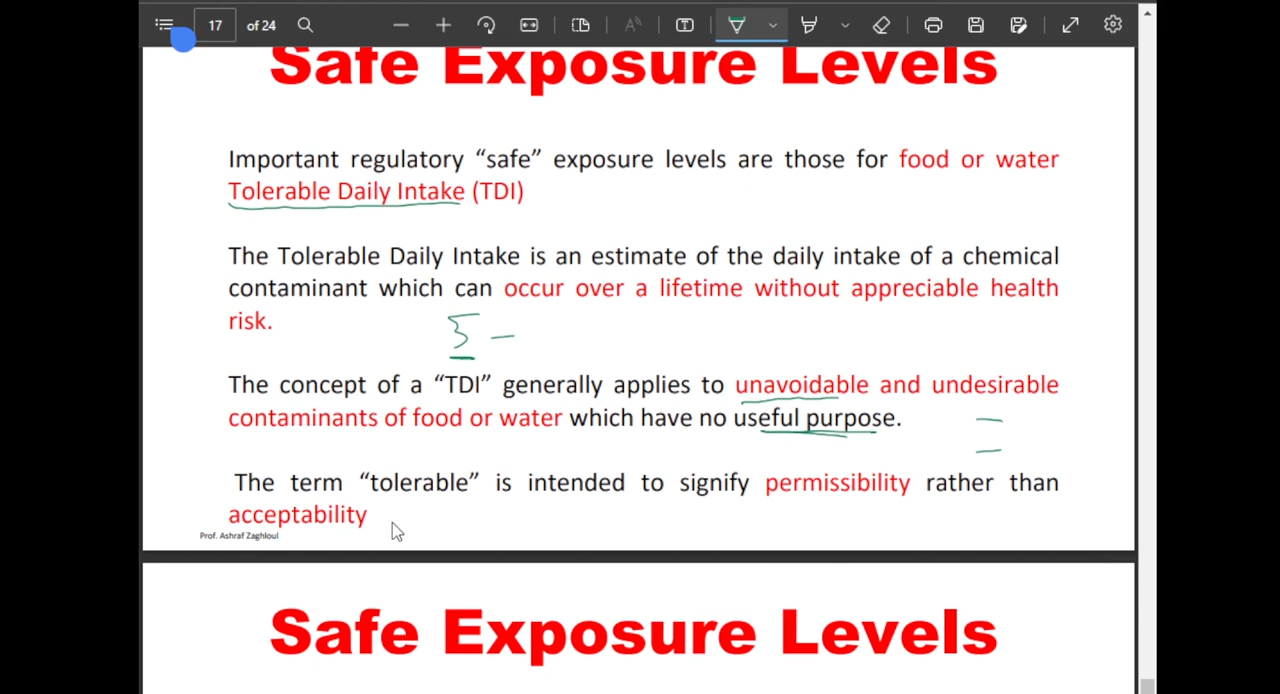 17 of 24
Safe Exposure Levels
Important regulatory “safe” exposure levels are those for food or water
Tolerable Daily Intake (TDI)
The Tolerable Daily Intake is an estimate of the daily intake of a chemical
contaminant which can occur over a lifetime without appreciable health
risk.
The concept of a “TDI” generally applies to unavoidable and undesirable
contaminants of food or water which have no useful purpose.
The term “tolerable” is intended to signify permissibility rather than
acceptability
Prof. Ashraf Zaghloul
Safe Exposure Levels